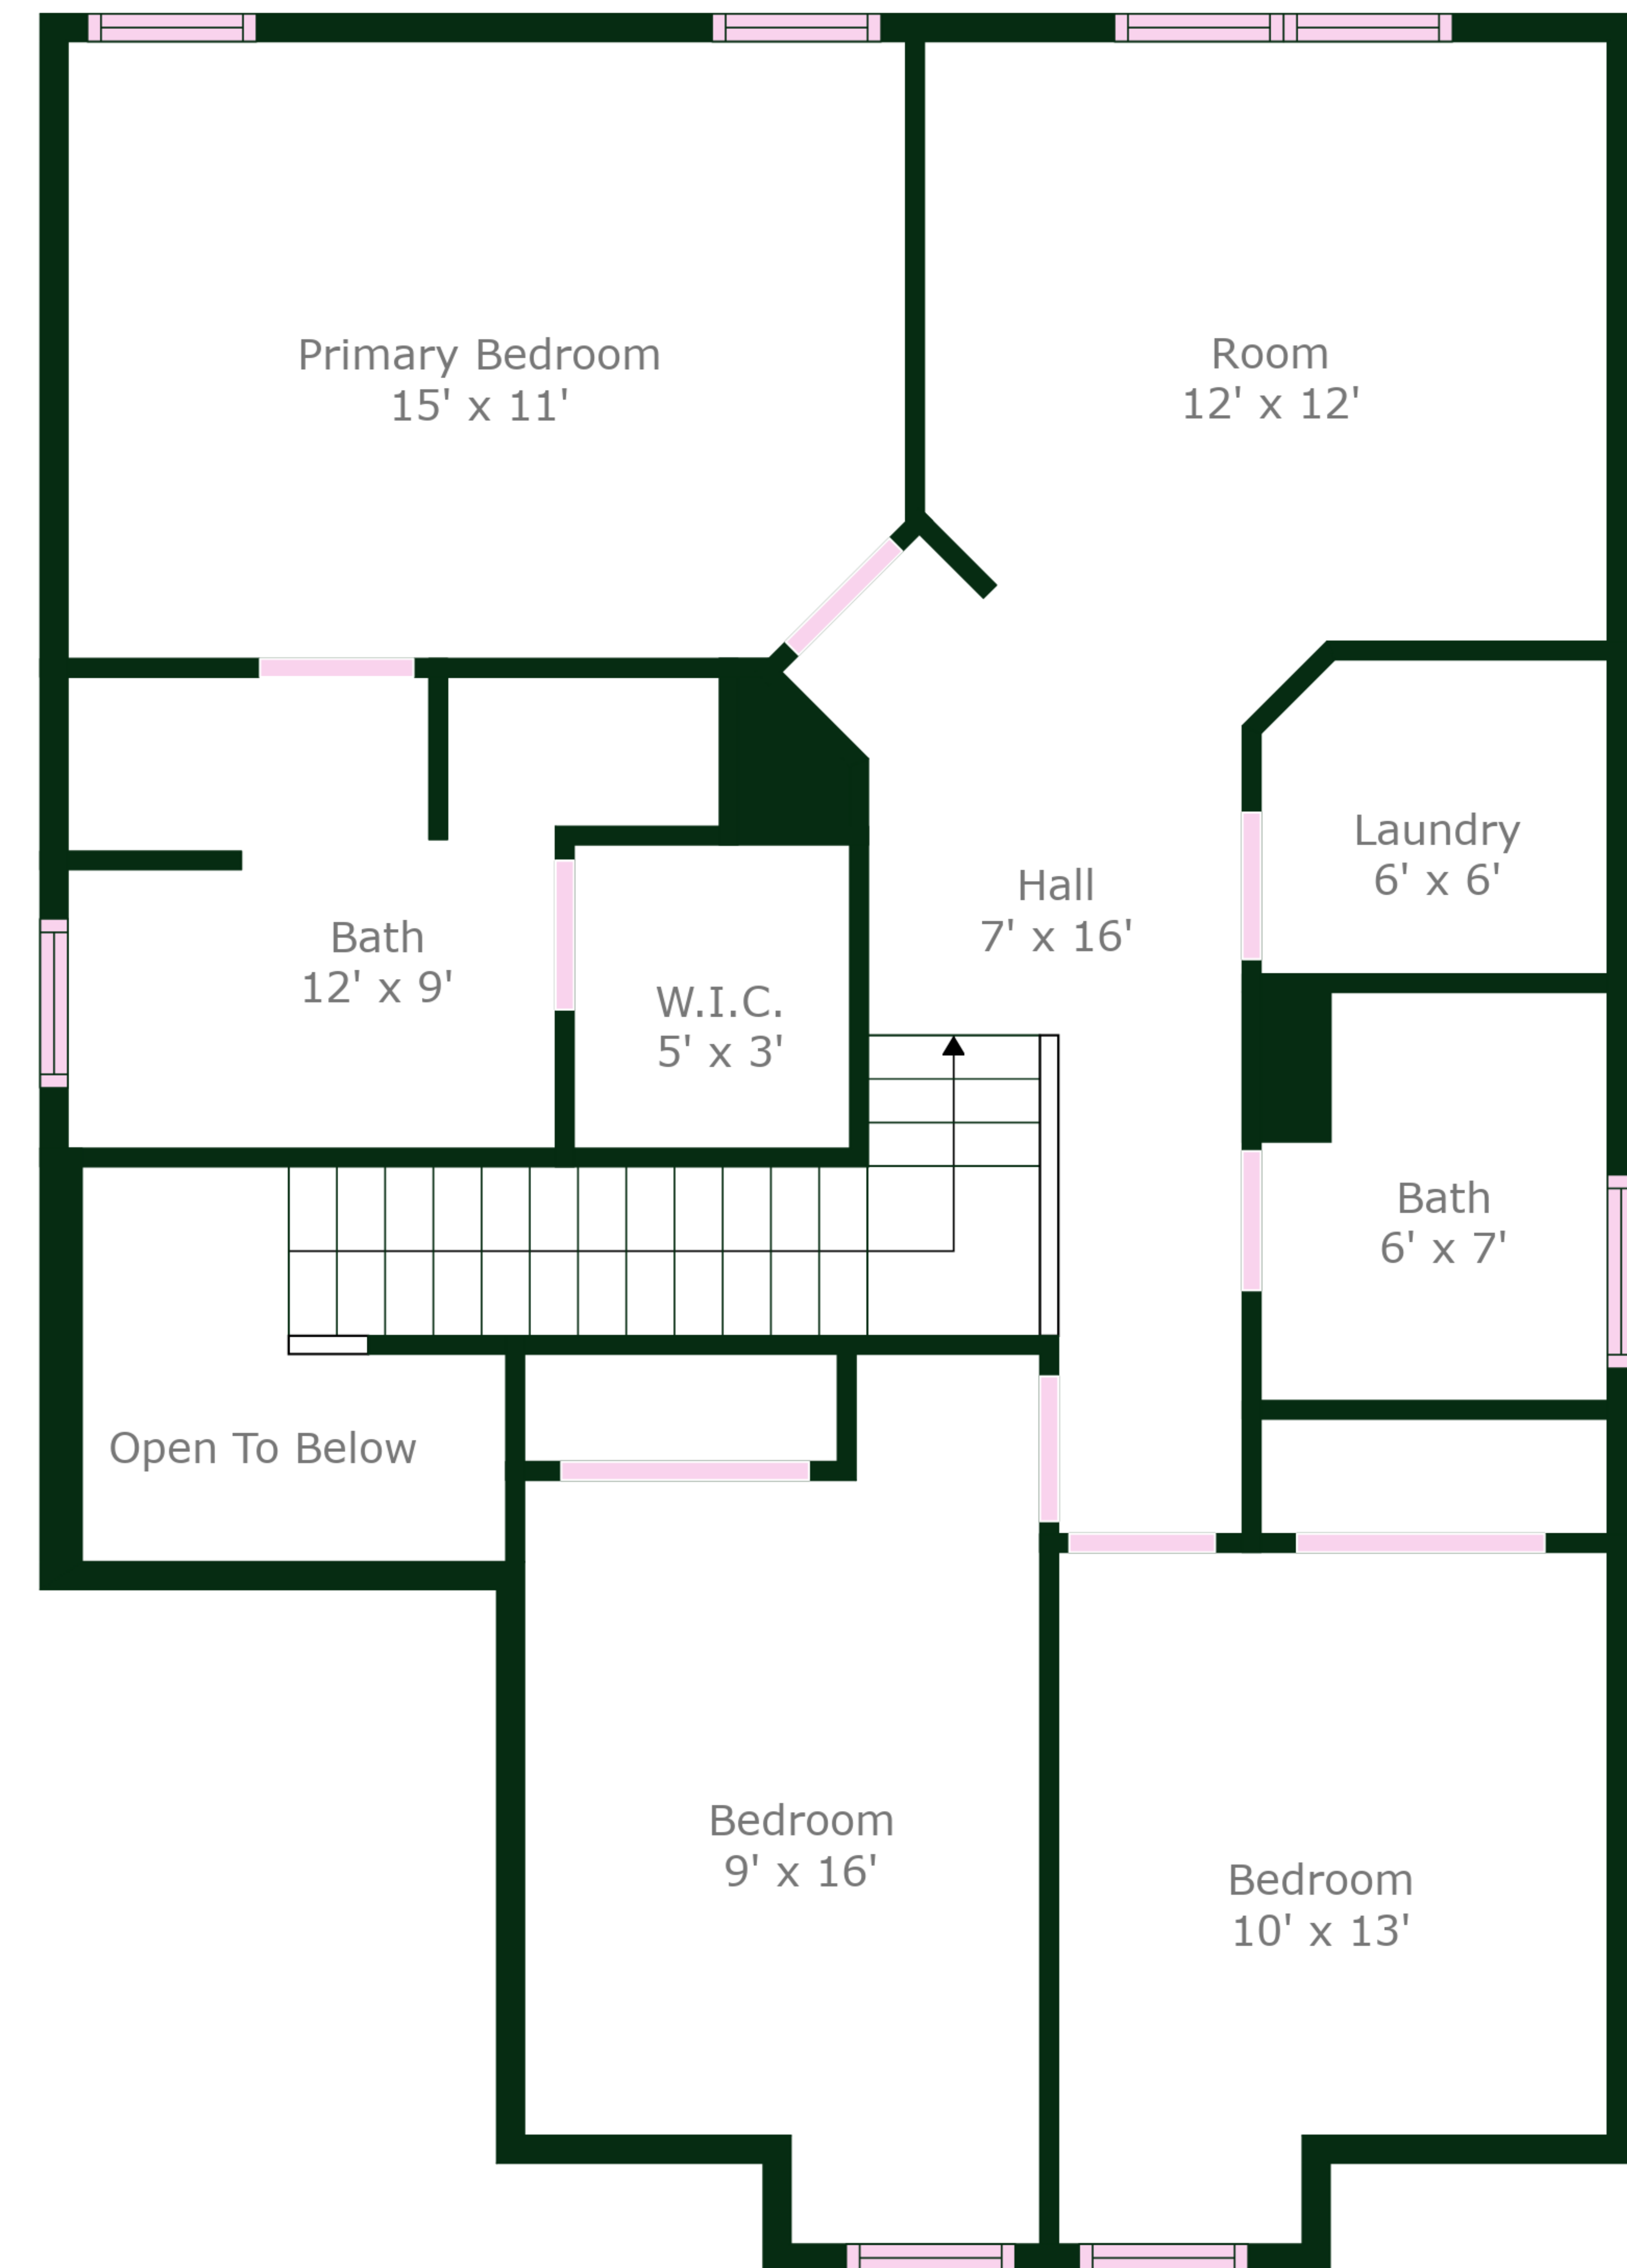 Primary Bedroom
15' x 11'
Room
12' x 12'
Laundry
6' x 6'
Hall
7' x 16'
Bath
12' x 9'
W.I.C.
5' x 3'
Bath
6' x 7'
Open To Below
Bedroom
9' x 16'
Bedroom
10' x 13'